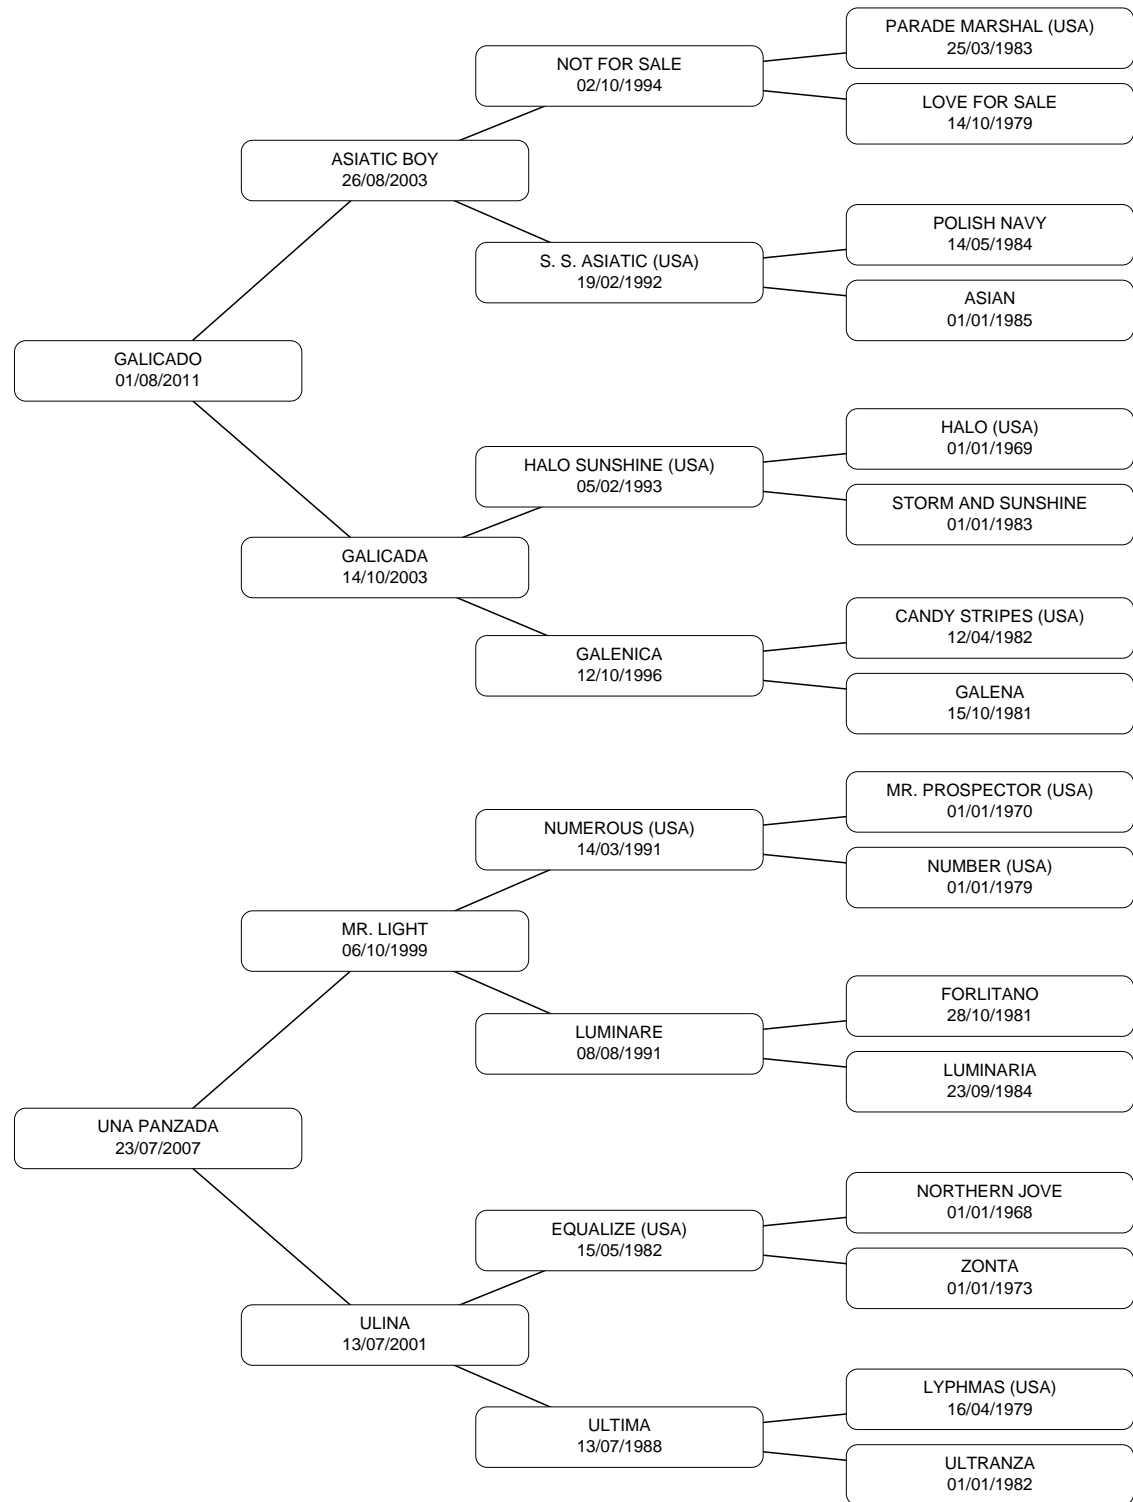 PARADE MARSHAL (USA)
25/03/1983
NOT FOR SALE
02/10/1994
LOVE FOR SALE
14/10/1979
ASIATIC BOY
26/08/2003
POLISH NAVY
14/05/1984
S. S. ASIATIC (USA)
19/02/1992
ASIAN
01/01/1985
GALICADO
01/08/2011
HALO (USA)
01/01/1969
HALO SUNSHINE (USA)
05/02/1993
STORM AND SUNSHINE
01/01/1983
GALICADA
14/10/2003
CANDY STRIPES (USA)
12/04/1982
GALENICA
12/10/1996
GALENA
15/10/1981
MR. PROSPECTOR (USA)
01/01/1970
NUMEROUS (USA)
14/03/1991
NUMBER (USA)
01/01/1979
MR. LIGHT
06/10/1999
FORLITANO
28/10/1981
LUMINARE
08/08/1991
LUMINARIA
23/09/1984
UNA PANZADA
23/07/2007
NORTHERN JOVE
01/01/1968
EQUALIZE (USA)
15/05/1982
ZONTA
01/01/1973
ULINA
13/07/2001
LYPHMAS (USA)
16/04/1979
ULTIMA
13/07/1988
ULTRANZA
01/01/1982